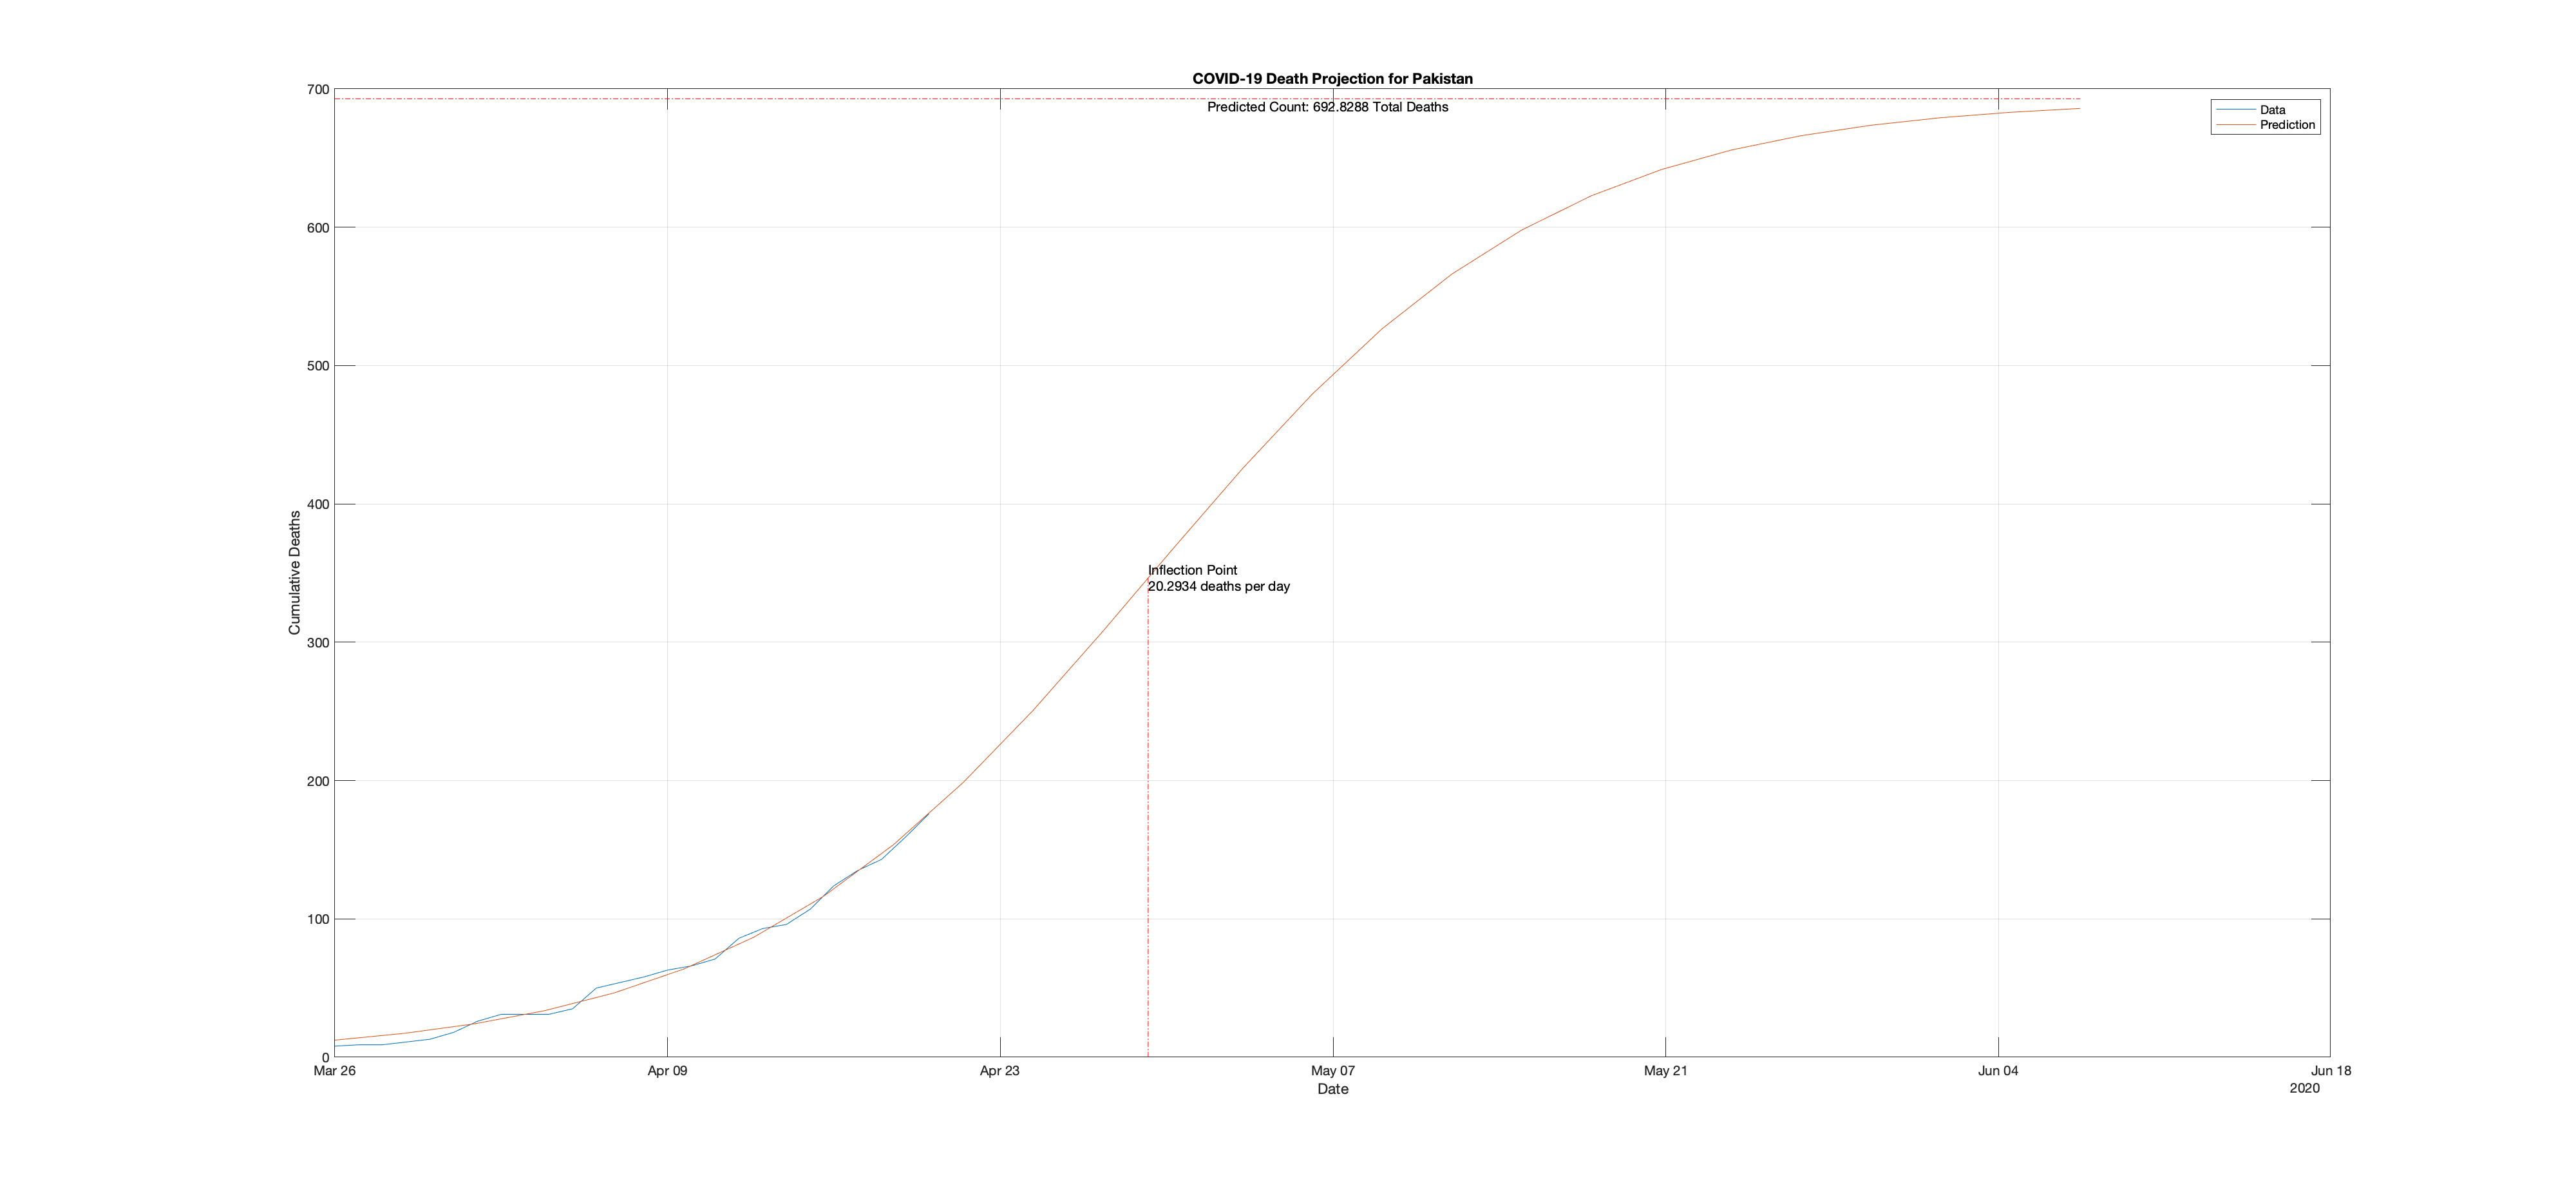 COVID-19 Death Projection for Pakistan
700
Predicted Count: 692.8288 Total Deaths
Data
Prediction
600
500
400
Cumulative Deaths
Inflection Point
20.2934 deaths per day
300
200
100
0
Mar 26 Apr 09 Apr 23 May 07 May 21 Jun 04 Jun 18
Date
2020